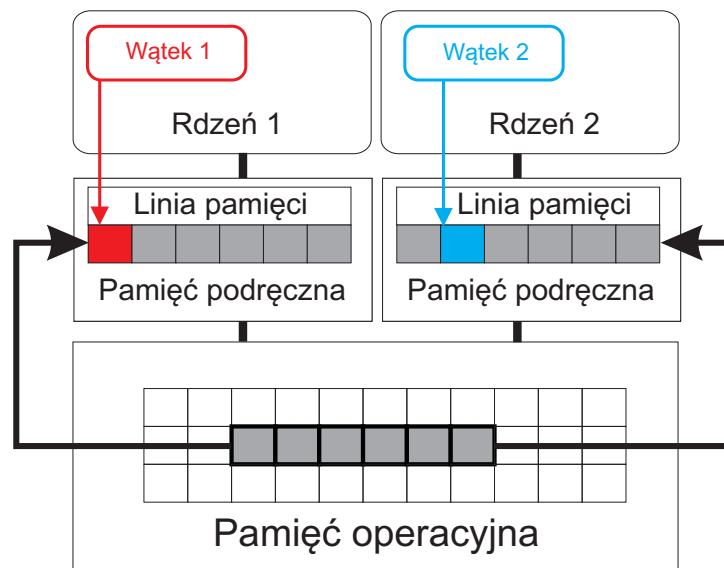 Wątek 1
Wątek 2
Rdzeń 1
Rdzeń 2
Linia pamięci
Linia pamięci
Pamięć podręczna
Pamięć podręczna
Pamięć operacyjna